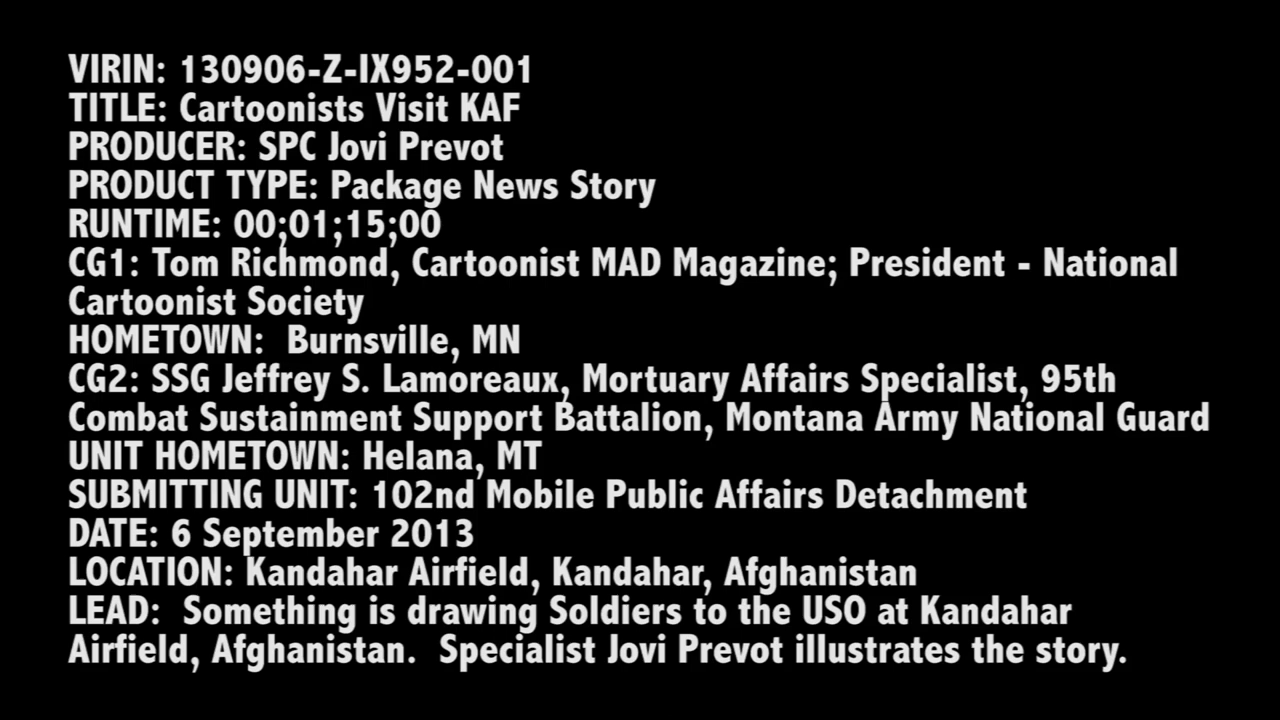 VIRIN: 130906-Z-IX952-001
TITLE: Cartoonists Visit KAF
PRODUCER: SPC Jovi Prevot
PRODUCT TYPE: Package News Story
RUNTIME: 00;01;15;00
CG1: Tom Richmond, Cartoonist MAD Magazine; President - National
Cartoonist Society
HOMETOWN:  Burnsville, MN
CG2: SSG Jeffrey S. Lamoreaux, Mortuary Affairs Specialist, 95th
Combat Sustainment Support Battalion, Montana Army National Guard
UNIT HOMETOWN: Helana, MT
SUBMITTING UNIT: 102nd Mobile Public Affairs Detachment
DATE: 6 September 2013
LOCATION: Kandahar Airfield, Kandahar, Afghanistan
LEAD:  Something is drawing Soldiers to the USO at Kandahar
Airfield, Afghanistan.  Specialist Jovi Prevot illustrates the story.